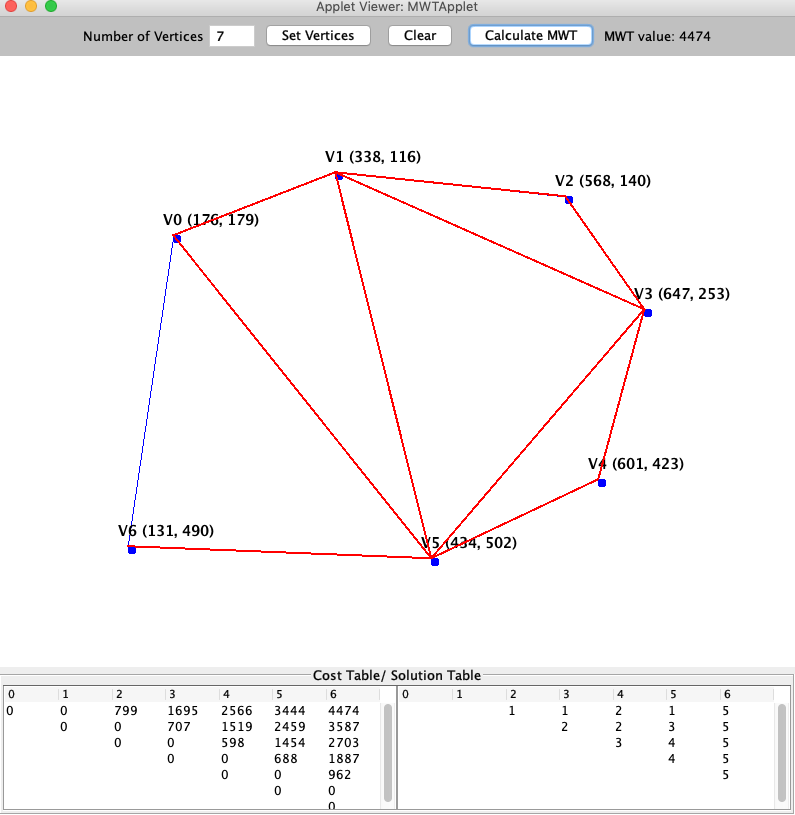 Applet Viewer: MWTApplet
Number of Vertices 7 Set Vertices Clear Calculate MWT MWT value: 4474
V1 (338, 116)
V2 (568, 140)
V0 (176, 179)
V3 (647, 253)
V4 (601, 423)
V6 (131, 490)
V5 (434, 502)
Cost Table/ Solution Table
0 1 2 3 4 5 6 0 1 2 3 4 5 6
0 0 799 1695 2566 3444 4474 1 1 2 1 5
0 0 707 1519 2459 3587 2 2 3 5
0 0 598 1454 2703 3 4 5
0 0 688 1887 4 5
0 0 962 5
0 0
0